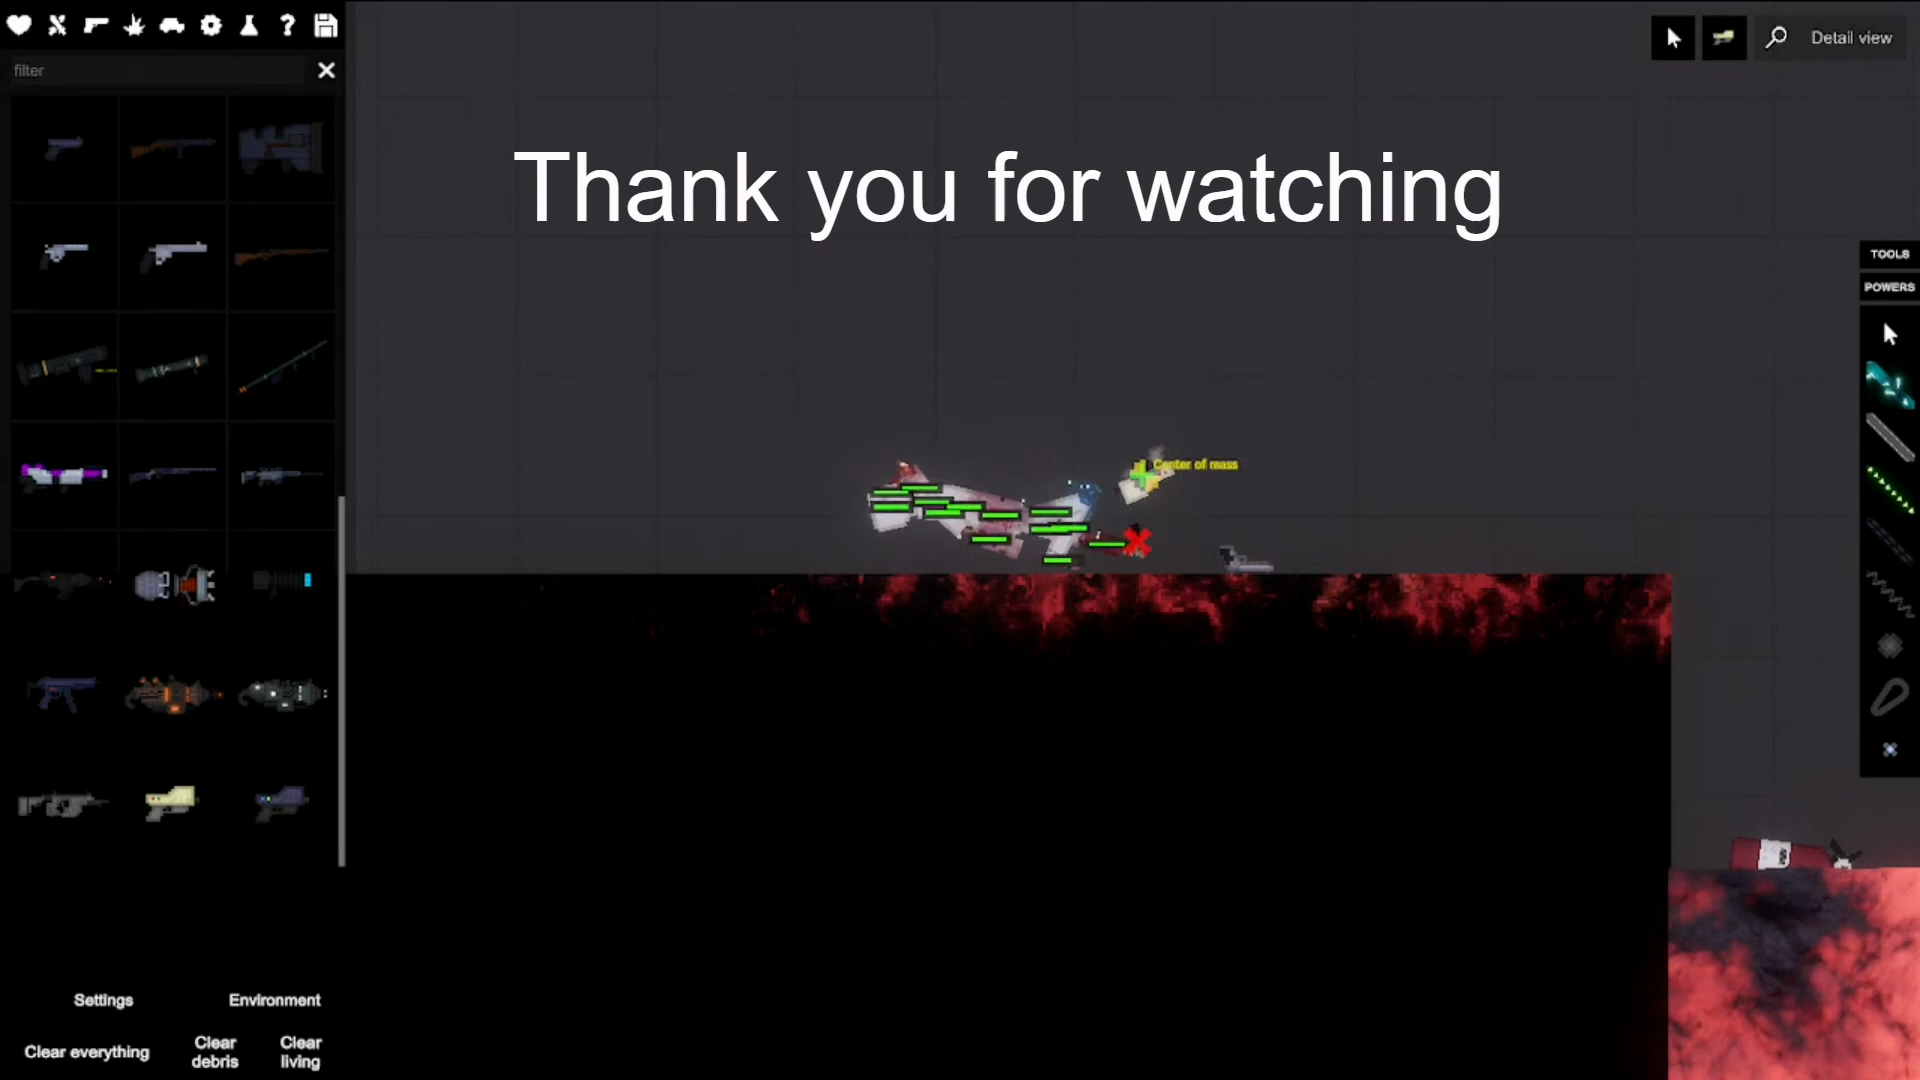 filter
Detail view
Thank you for watching
TOOLS
POWERS
Center of mass
Settings
Environment
Clear everything
Clear debris
Clear living